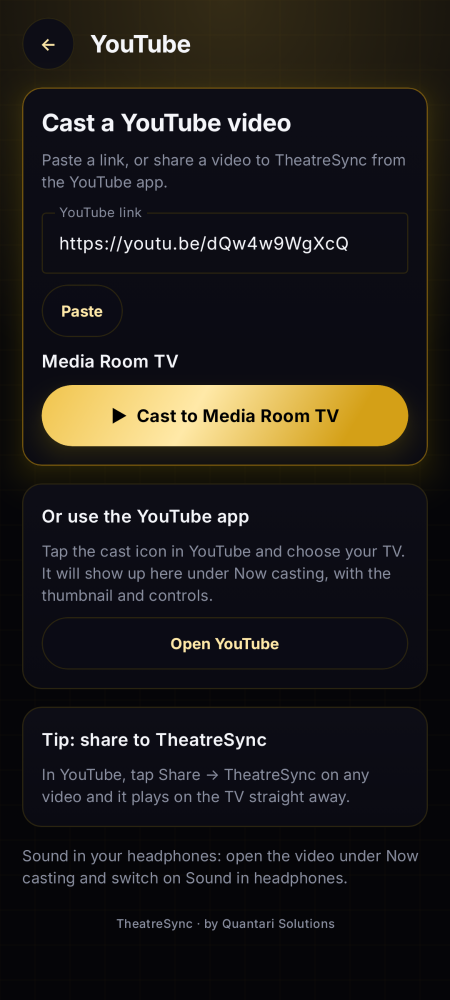 ← YouTube
Cast a YouTube video
Paste a link, or share a video to TheatreSync from
the YouTube app.
YouTube link
https://youtu.be/dQw4w9WgXcQ
Paste
Media Room TV
▶ Cast to Media Room TV
Or use the YouTube app
Tap the cast icon in YouTube and choose your TV.
It will show up here under Now casting, with the
thumbnail and controls.
Open YouTube
Tip: share to TheatreSync
In YouTube, tap Share → TheatreSync on any
video and it plays on the TV straight away.
Sound in your headphones: open the video under Now
casting and switch on Sound in headphones.
TheatreSync · by Quantari Solutions